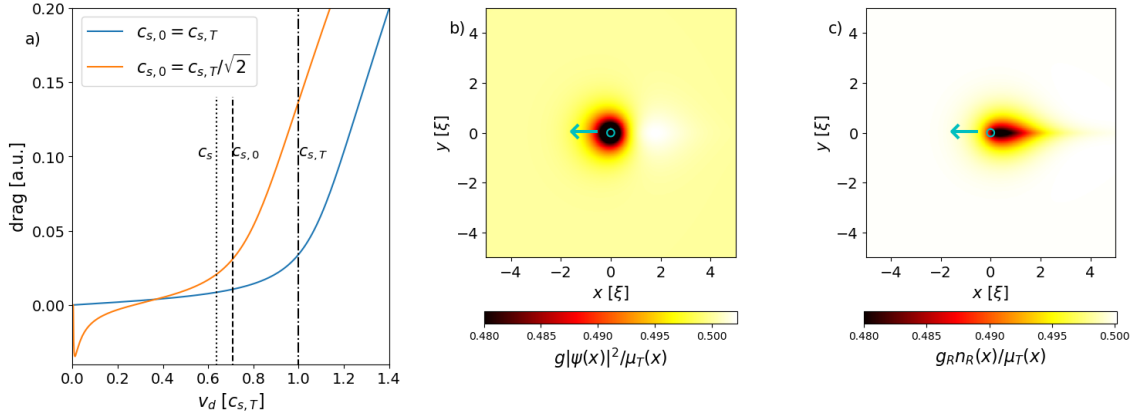 a)
c_{s,0} = c_{s,T}
c_{s,0} = c_{s,T}/√2
0.20
0.15
0.10
0.05
0.00
drag [a.u.]
c_s
c_{s,0}
c_{s,T}
0.0 0.2 0.4 0.6 0.8 1.0 1.2 1.4
v_d [c_{s,T}]
b)
4
2
0
−2
−4
y [ξ]
−4 −2 0 2 4
x [ξ]
0.480 0.485 0.490 0.495 0.500
g|ψ(x)|²/μ_T(x)
c)
4
2
0
−2
−4
y [ξ]
−4 −2 0 2 4
x [ξ]
0.480 0.485 0.490 0.495 0.500
g_R n_R(x)/μ_T(x)